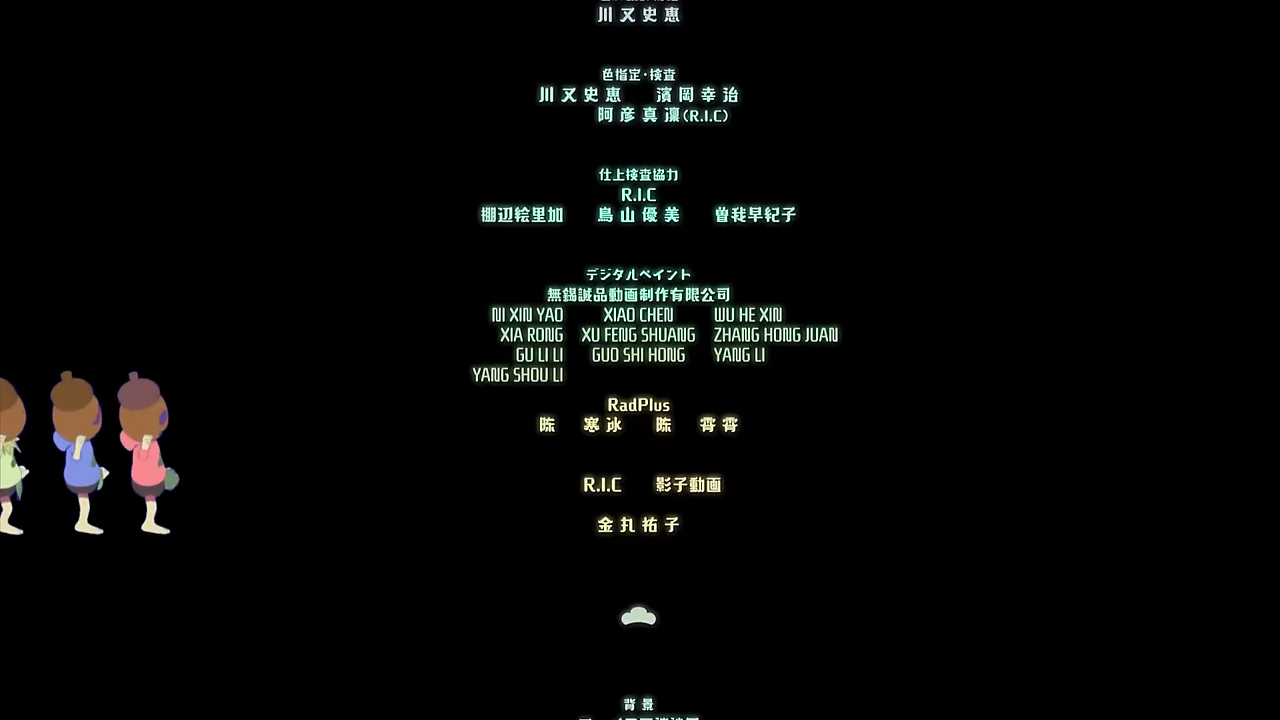 川又史恵
色指定・検査
川又史恵 濱岡幸治
阿彦真凜(R.I.C)
仕上検査協力
R.I.C
棚辺絵里加 鳥山優美 曽我早紀子
デジタルペイント
無錫誠品動画制作有限公司
NI XIN YAO XIAO CHEN WU HE XIN
XIA RONG XU FENG SHUANG ZHANG HONG JUAN
GU LI LI GUO SHI HONG YANG LI
YANG SHOU LI
RadPlus
陈 寒冰 陈 霄霄
R.I.C 影子動画
金丸祐子
背景